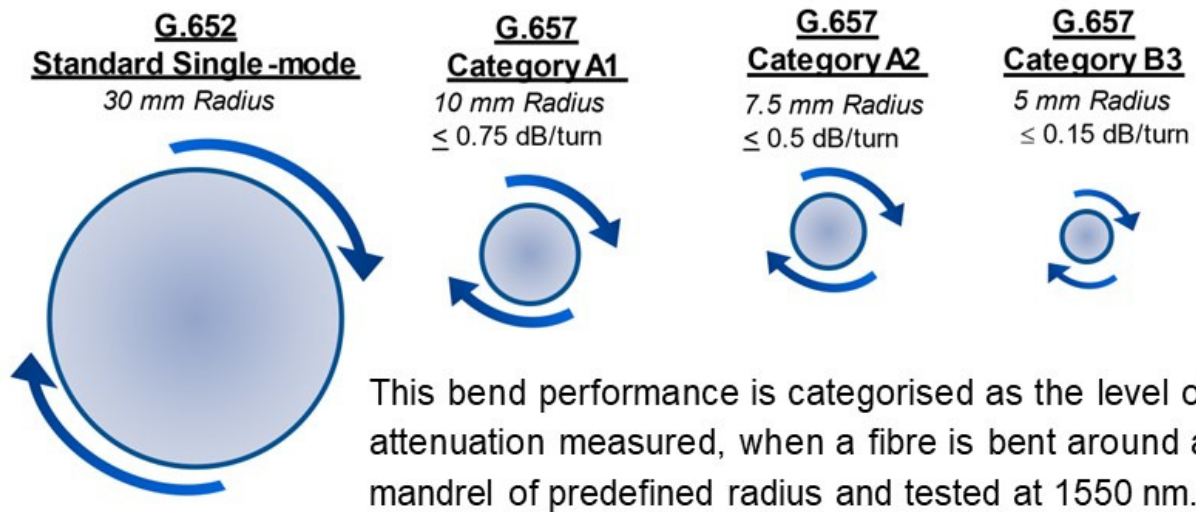 G.652
Standard Single-mode
30 mm Radius
G.657
Category A1
10 mm Radius
≤ 0.75 dB/turn
G.657
Category A2
7.5 mm Radius
≤ 0.5 dB/turn
G.657
Category B3
5 mm Radius
≤ 0.15 dB/turn
This bend performance is categorised as the level
attenuation measured, when a fibre is bent around
mandrel of predefined radius and tested at 1550 nm.